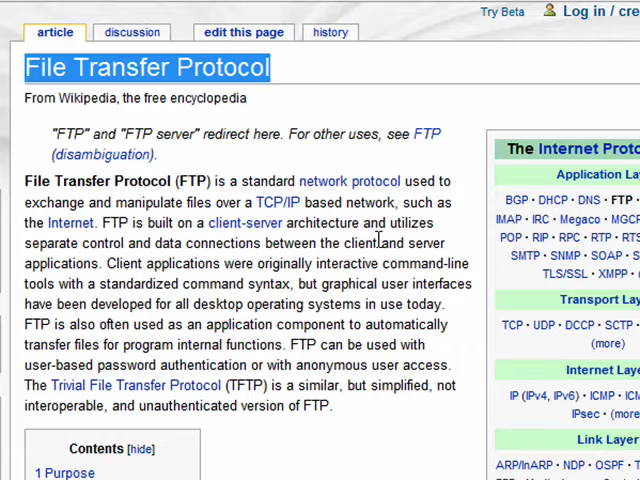 Try Beta
Log in / cre
article
discussion
edit this page
history
File Transfer Protocol
From Wikipedia, the free encyclopedia
"FTP" and "FTP server" redirect here. For other uses, see FTP
(disambiguation).
File Transfer Protocol (FTP) is a standard network protocol used to
exchange and manipulate files over a TCP/IP based network, such as
the Internet. FTP is built on a client-server architecture and utilizes
separate control and data connections between the client and server
applications. Client applications were originally interactive command-line
tools with a standardized command syntax, but graphical user interfaces
have been developed for all desktop operating systems in use today.
FTP is also often used as an application component to automatically
transfer files for program internal functions. FTP can be used with
user-based password authentication or with anonymous user access.
The Trivial File Transfer Protocol (TFTP) is a similar, but simplified, not
interoperable, and unauthenticated version of FTP.
Contents [hide]
1 Purpose
The Internet Proto
Application La
BGP · DHCP · DNS · FTP ·
IMAP · IRC · Megaco · MGC
POP · RIP · RPC · RTP · RTS
SMTP · SNMP · SOAP · S
TLS/SSL · XMPP ·
Transport Lay
TCP · UDP · DCCP · SCTP ·
(more)
Internet Laye
IP (IPv4, IPv6) · ICMP · ICM
IPsec · (more
Link Layer
ARP/InARP · NDP · OSPF · T